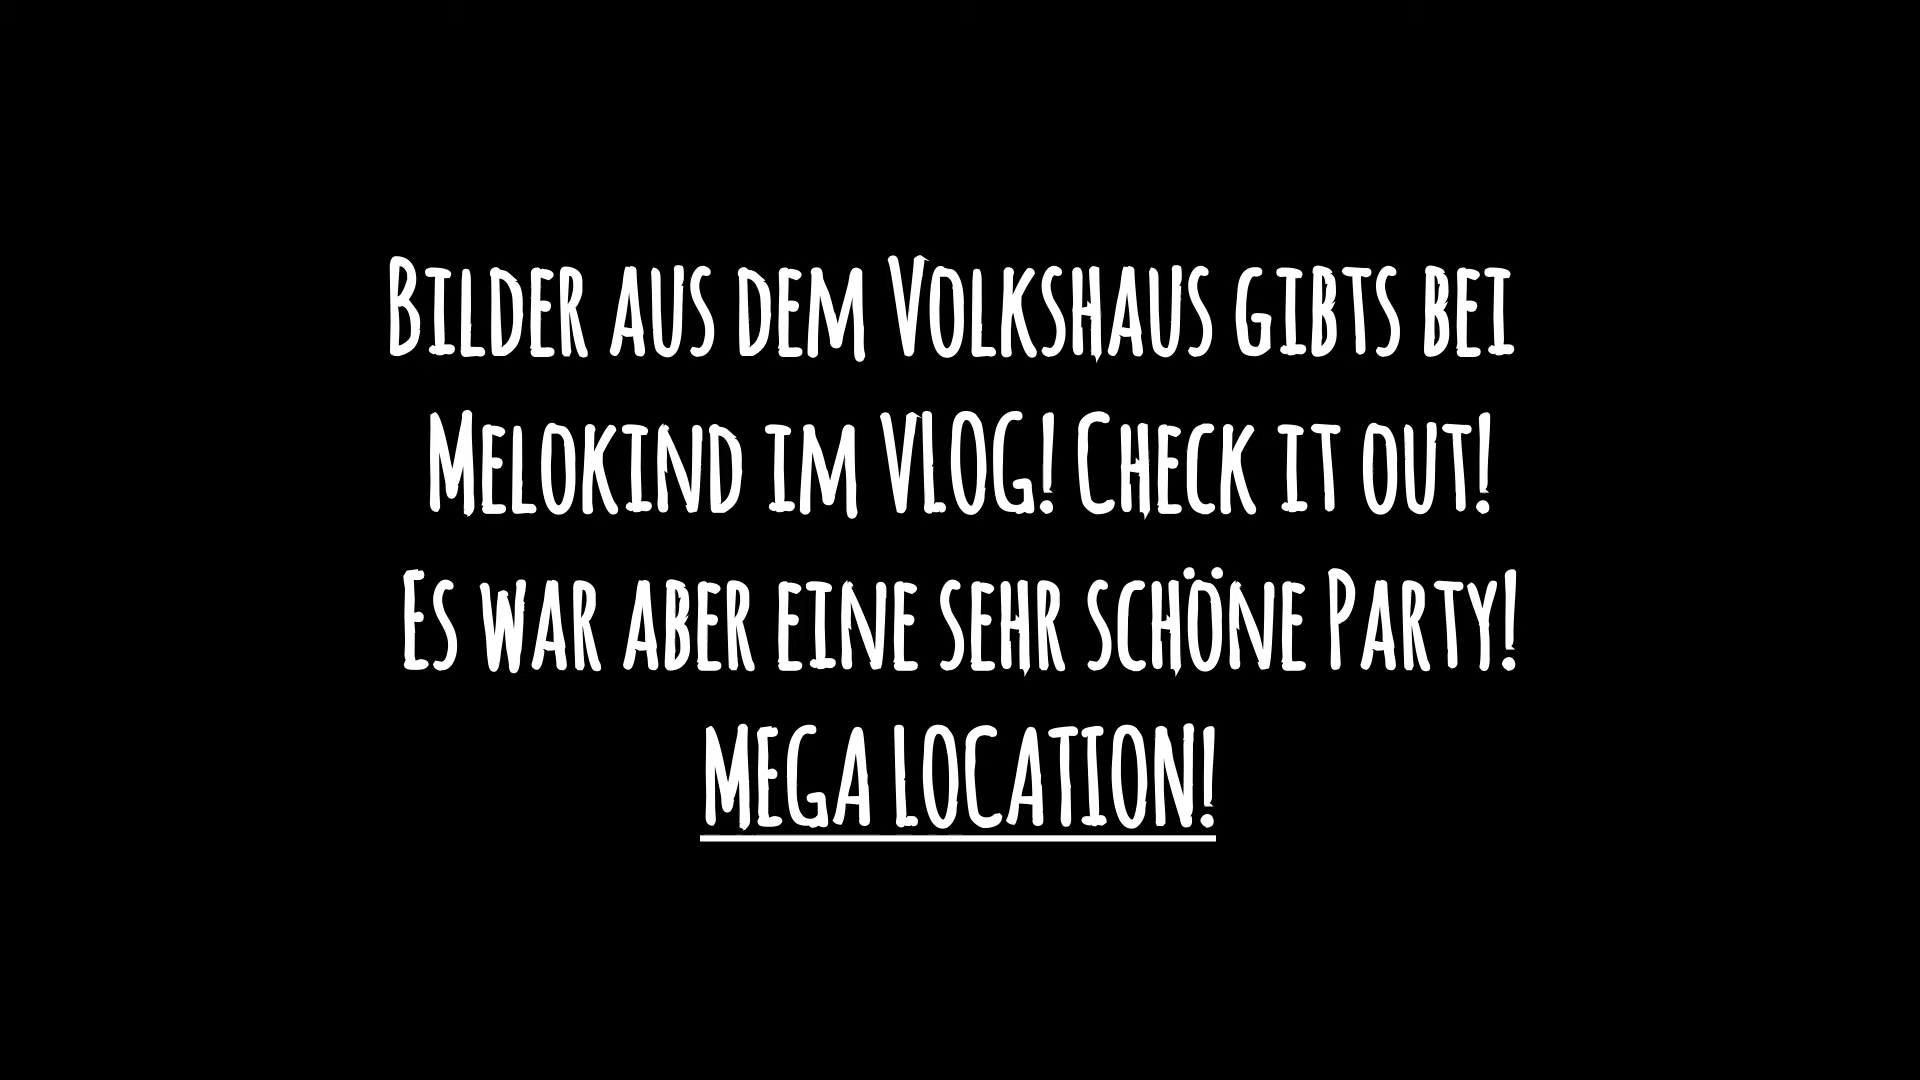 Bilder aus dem Volkshaus gibts bei
Melokind im VLOG! Check it out!
Es war aber eine sehr schöne Party!
MEGA LOCATION!